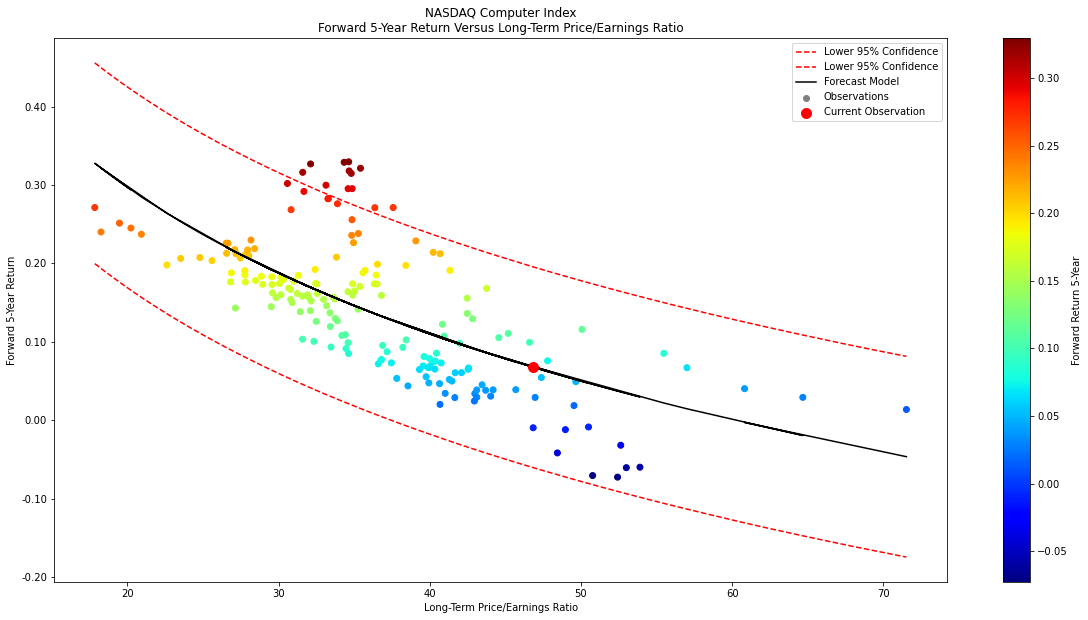 NASDAQ Computer Index
Forward 5-Year Return Versus Long-Term Price/Earnings Ratio
Lower 95% Confidence
Lower 95% Confidence
Forecast Model
Observations
Current Observation
Forward 5-Year Return
0.40
0.30
0.20
0.10
0.00
-0.10
-0.20
20
30
40
50
60
70
Long-Term Price/Earnings Ratio
0.30
0.25
0.20
0.15
0.10
0.05
0.00
−0.05
Forward Return 5-Year